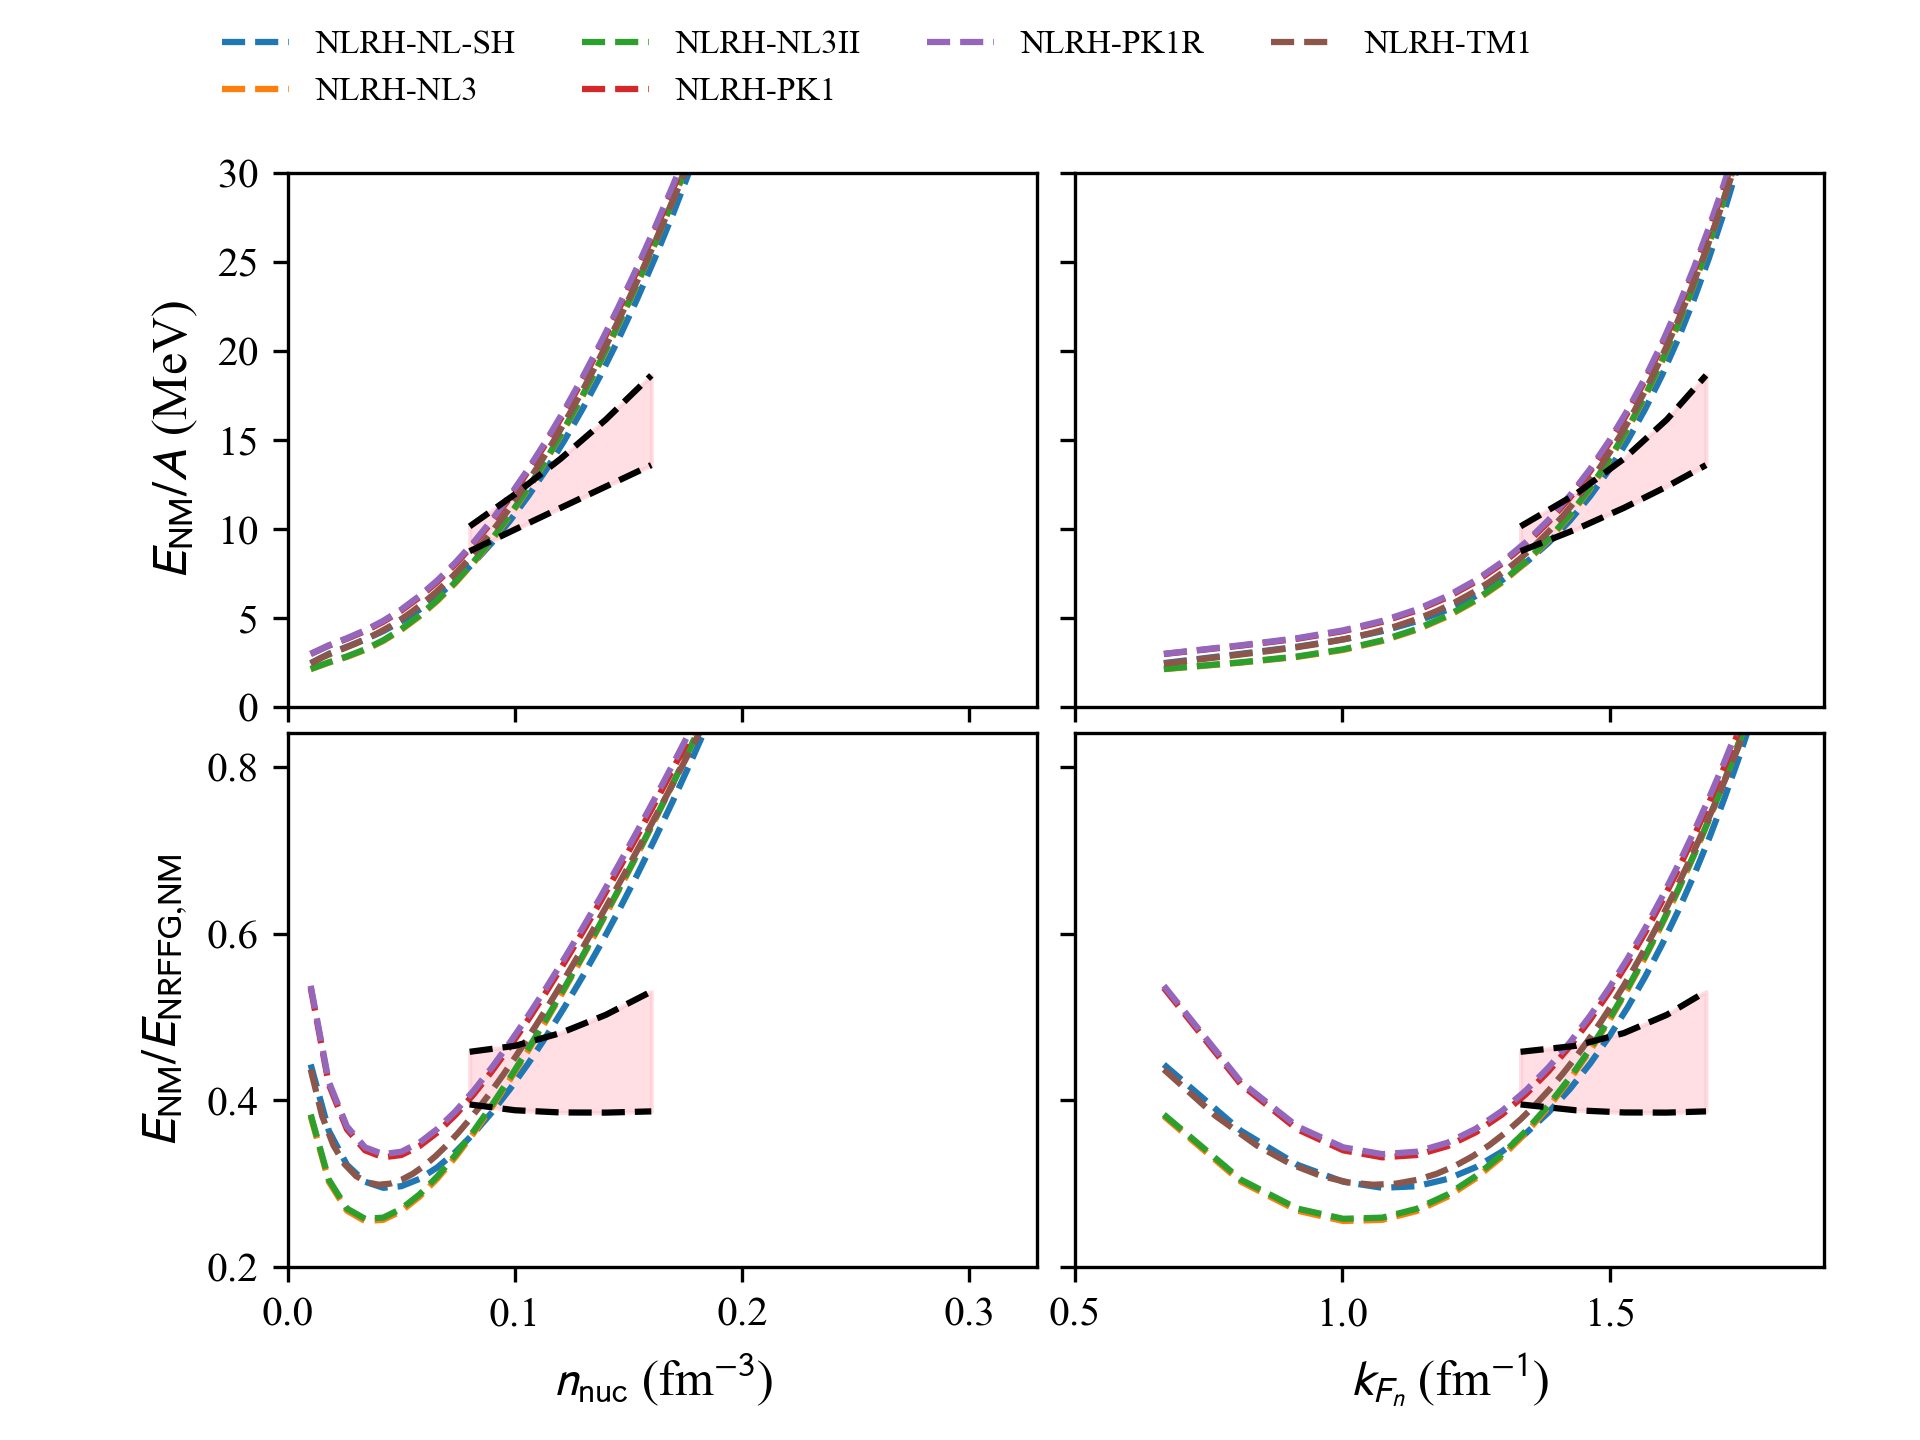 NLRH-NL-SH NLRH-NL3II NLRH-PK1R NLRH-TM1
NLRH-NL3 NLRH-PK1
30
25
20
15
10
5
0
E_NM/A (MeV)
0.8
0.6
0.4
0.2
E_NM/E_NRFFG,NM
0.0 0.1 0.2 0.3 0.5 1.0 1.5
n_nuc (fm⁻³) k_{F_n} (fm⁻¹)